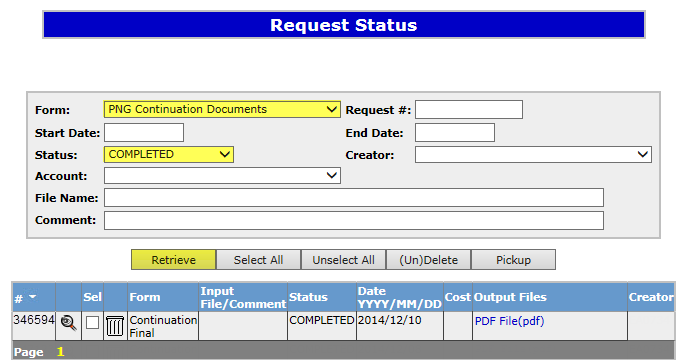 Request Status
Form: PNG Continuation Documents Request #:
Start Date: End Date:
Status: COMPLETED Creator:
Account:
File Name:
Comment:
Retrieve Select All Unselect All (Un)Delete Pickup
# Sel Form Input File/Comment Status Date YYYY/MM/DD Cost Output Files Creator
346594 Continuation Final COMPLETED 2014/12/10 PDF File(pdf)
Page 1